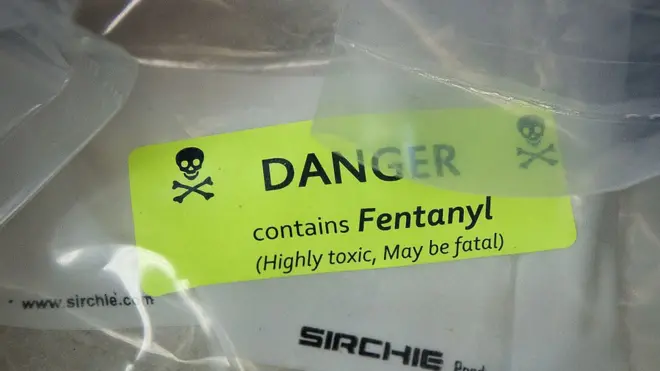 DANGER
contains Fentanyl
(Highly toxic, May be fatal)
www.sirchie.com
SIRCHIE